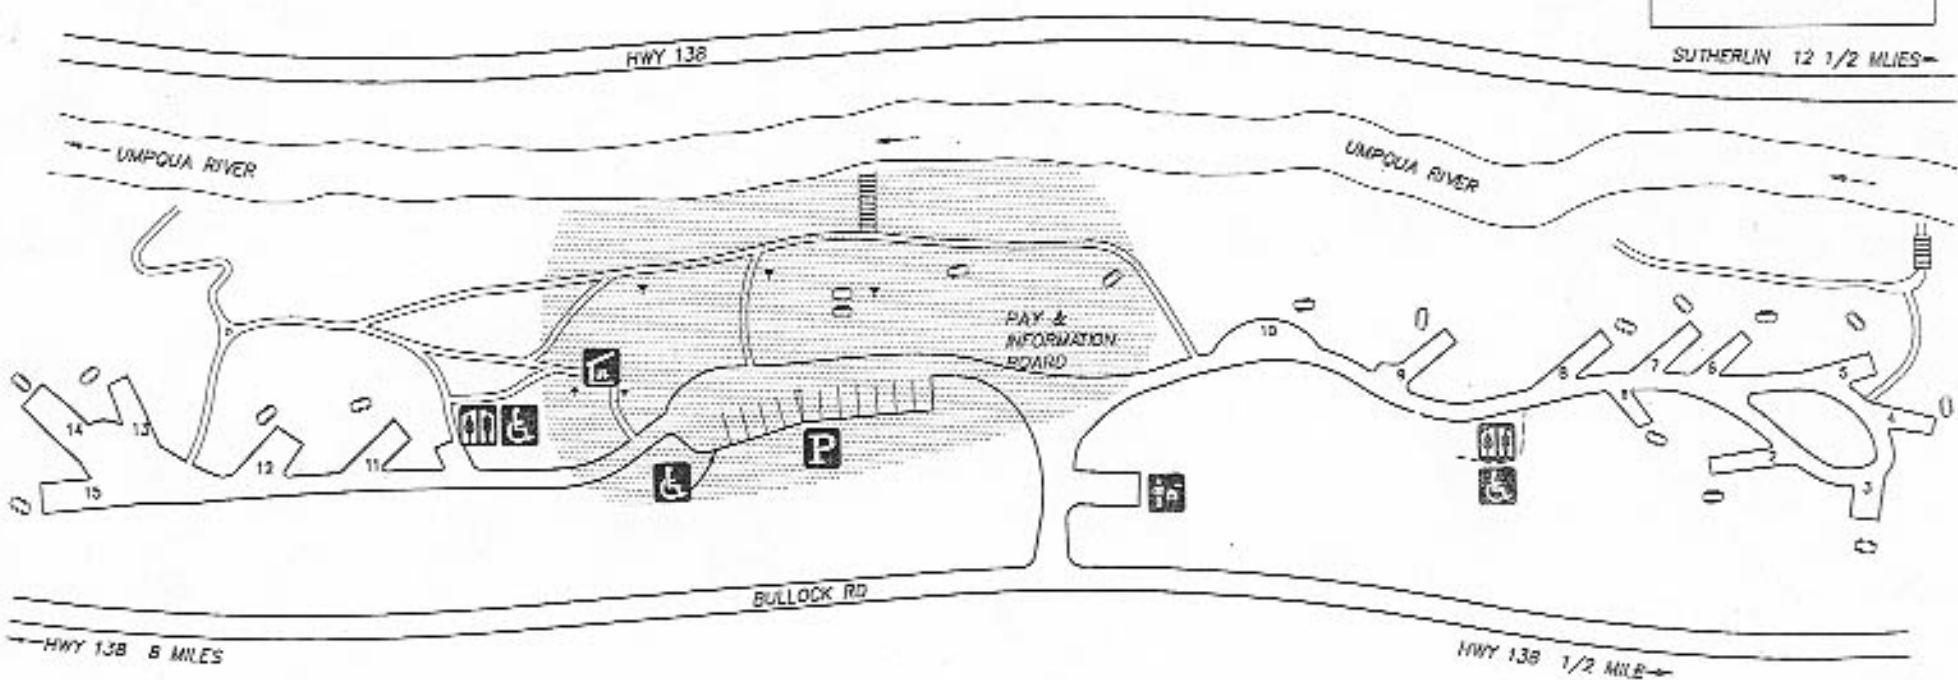 SUTHERLIN 12 1/2 MLIES
HWY 138
UMPQUA RIVER
UMPQUA RIVER
PAY &
INFORMATION
BOARD
10
9
8
7
6
5
4
3
14
13
12
11
15
P
BULLOCK RD
HWY 138 8 MILES
HWY 138 1/2 MILE